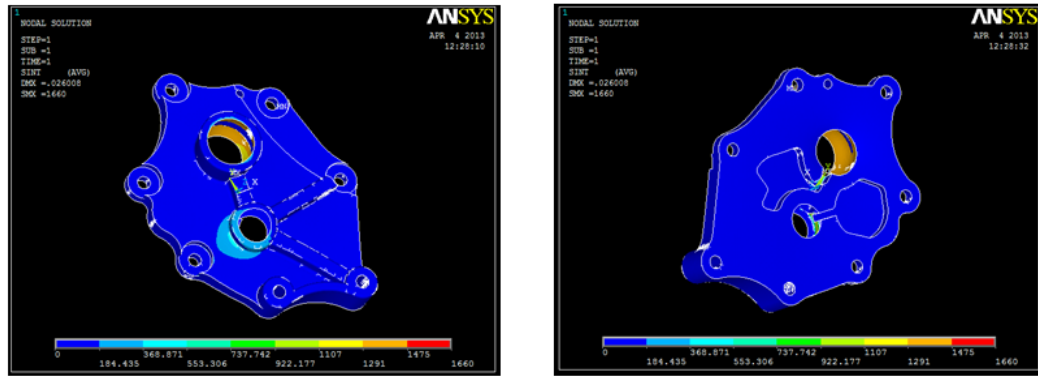 1
NODAL SOLUTION
STEP=1
SUB =1
TIME=1
SINT (AVG)
DMX =.026008
SMX =1660
ANSYS
APR 4 2013
12:28:10
MX
X
0
184.435
368.871
553.306
737.742
922.177
1107
1291
1475
1660
1
NODAL SOLUTION
STEP=1
SUB =1
TIME=1
SINT (AVG)
DMX =.026008
SMX =1660
ANSYS
APR 4 2013
12:28:32
X
0
184.435
368.871
553.306
737.742
922.177
1107
1291
1475
1660